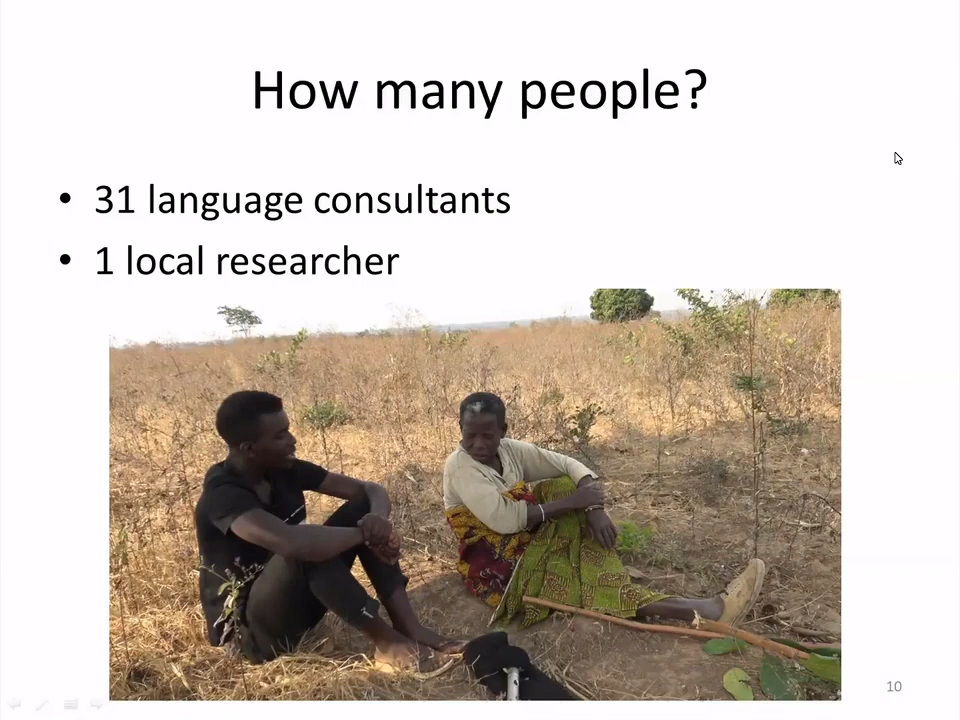 How many people?
• 31 language consultants
• 1 local researcher
10